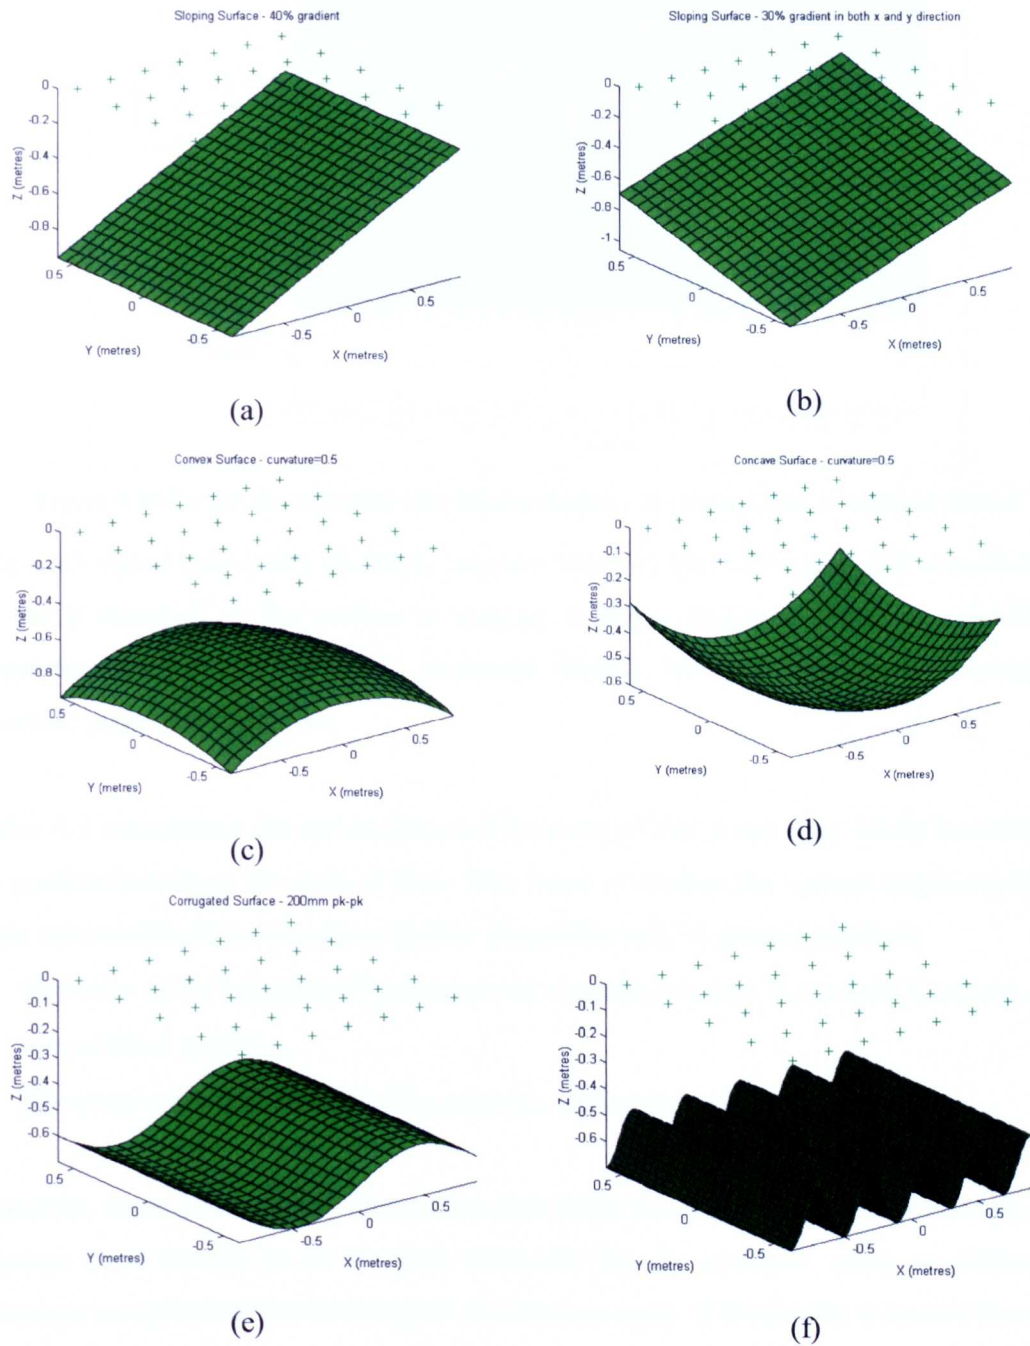 Sloping Surface - 40% gradient
0
-0.2
-0.4
-0.6
-0.8
Z (metres)
0.5
0
-0.5
Y (metres)
-0.5
0
0.5
X (metres)
(a)
Sloping Surface - 30% gradient in both x and y direction
0
-0.2
-0.4
-0.6
-0.8
-1
Z (metres)
0.5
0
-0.5
Y (metres)
-0.5
0
0.5
X (metres)
(b)
Convex Surface - curvature=0.5
0
-0.2
-0.4
-0.6
-0.8
Z (metres)
0.5
0
-0.5
Y (metres)
-0.5
0
0.5
X (metres)
(c)
Concave Surface - curvature=0.5
0
-0.1
-0.2
-0.3
-0.4
-0.5
-0.6
Z (metres)
0.5
0
-0.5
Y (metres)
-0.5
0
0.5
X (metres)
(d)
Corrugated Surface - 200mm pk-pk
0
-0.1
-0.2
-0.3
-0.4
-0.5
-0.6
Z (metres)
0.5
0
-0.5
Y (metres)
-0.5
0
0.5
X (metres)
(e)
0
-0.1
-0.2
-0.3
-0.4
-0.5
-0.6
Z (metres)
0.5
0
-0.5
Y (metres)
-0.5
0
0.5
X (metres)
(f)